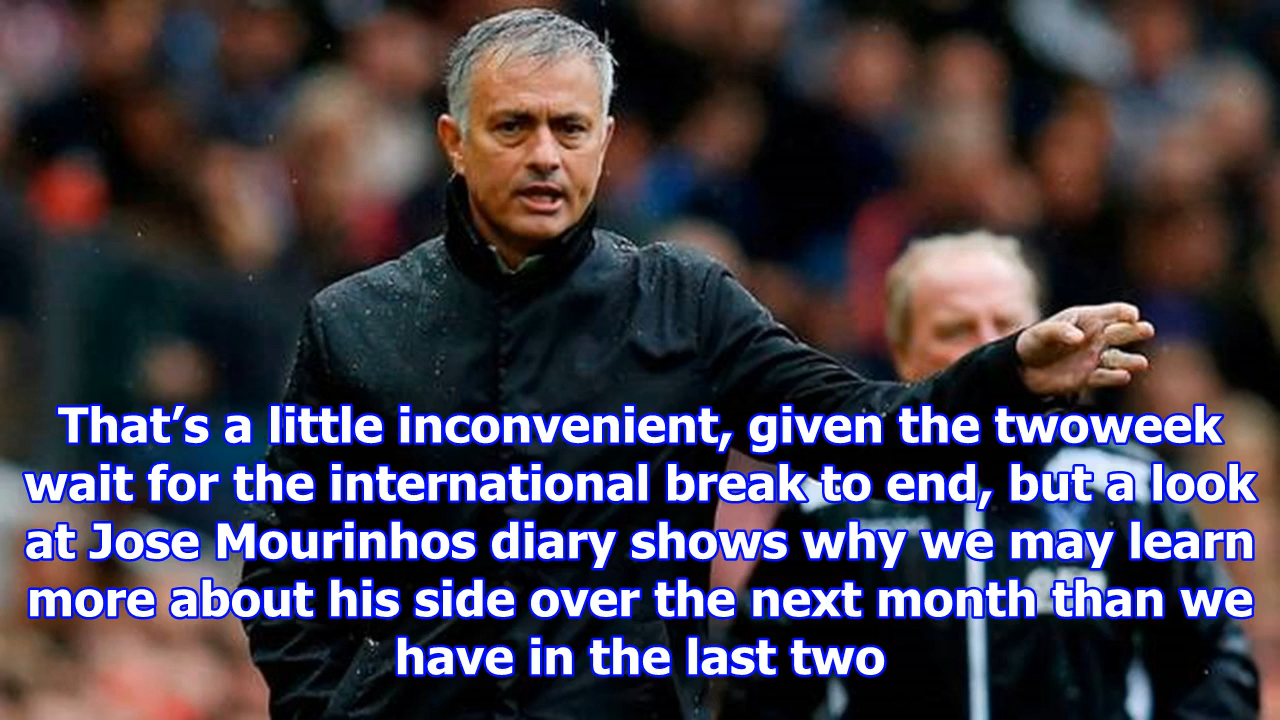 That’s a little inconvenient, given the twoweek
wait for the international break to end, but a look
at Jose Mourinhos diary shows why we may learn
more about his side over the next month than we
have in the last two